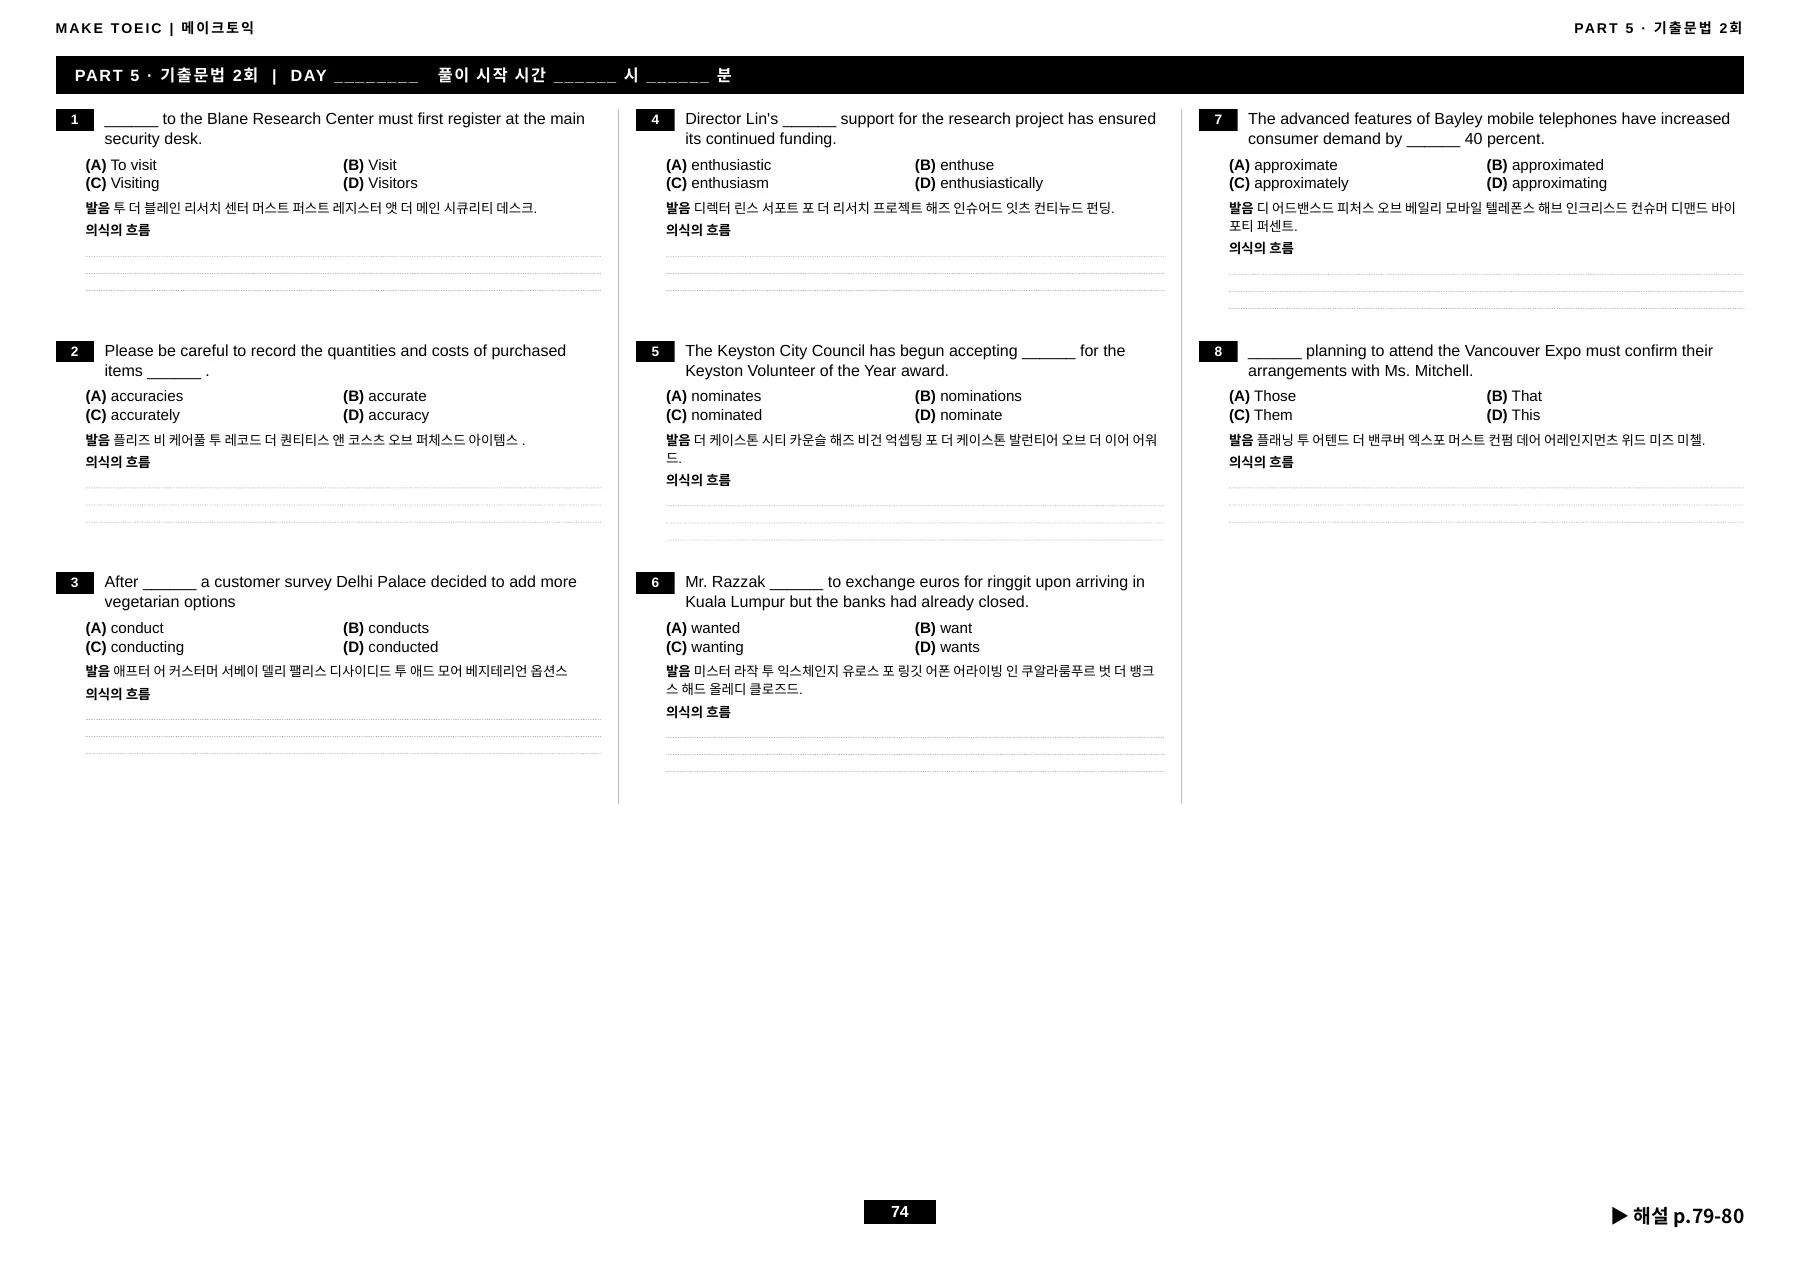 MAKE TOEIC | 메이크토익
PART 5 · 기출문법 2회
PART 5 · 기출문법 2회 | DAY ________ 풀이 시작 시간 ______ 시 ______ 분
1 ______ to the Blane Research Center must first register at the main
security desk.
(A) To visit (B) Visit
(C) Visiting (D) Visitors
발음 투 더 블레인 리서치 센터 머스트 퍼스트 레지스터 앳 더 메인 시큐리티 데스크.
의식의 흐름
2 Please be careful to record the quantities and costs of purchased
items ______ .
(A) accuracies (B) accurate
(C) accurately (D) accuracy
발음 플리즈 비 케어풀 투 레코드 더 퀀티티스 앤 코스츠 오브 퍼체스드 아이템스 .
의식의 흐름
3 After ______ a customer survey Delhi Palace decided to add more
vegetarian options
(A) conduct (B) conducts
(C) conducting (D) conducted
발음 애프터 어 커스터머 서베이 델리 팰리스 디사이디드 투 애드 모어 베지테리언 옵션스
의식의 흐름
4 Director Lin's ______ support for the research project has ensured
its continued funding.
(A) enthusiastic (B) enthuse
(C) enthusiasm (D) enthusiastically
발음 디렉터 린스 서포트 포 더 리서치 프로젝트 해즈 인슈어드 잇츠 컨티뉴드 펀딩.
의식의 흐름
5 The Keyston City Council has begun accepting ______ for the
Keyston Volunteer of the Year award.
(A) nominates (B) nominations
(C) nominated (D) nominate
발음 더 케이스톤 시티 카운슬 해즈 비건 억셉팅 포 더 케이스톤 발런티어 오브 더 이어 어워
드.
의식의 흐름
6 Mr. Razzak ______ to exchange euros for ringgit upon arriving in
Kuala Lumpur but the banks had already closed.
(A) wanted (B) want
(C) wanting (D) wants
발음 미스터 라작 투 익스체인지 유로스 포 링깃 어폰 어라이빙 인 쿠알라룸푸르 벗 더 뱅크
스 해드 올레디 클로즈드.
의식의 흐름
7 The advanced features of Bayley mobile telephones have increased
consumer demand by ______ 40 percent.
(A) approximate (B) approximated
(C) approximately (D) approximating
발음 디 어드밴스드 피처스 오브 베일리 모바일 텔레폰스 해브 인크리스드 컨슈머 디맨드 바이
포티 퍼센트.
의식의 흐름
8 ______ planning to attend the Vancouver Expo must confirm their
arrangements with Ms. Mitchell.
(A) Those (B) That
(C) Them (D) This
발음 플래닝 투 어텐드 더 밴쿠버 엑스포 머스트 컨펌 데어 어레인지먼츠 위드 미즈 미첼.
의식의 흐름
74
▶ 해설 p.79-80